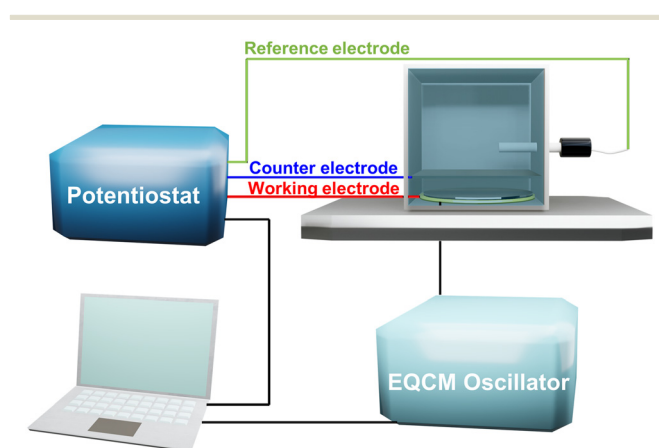 Reference electrode
Counter electrode
Working electrode
Potentiostat
EQCM Oscillator